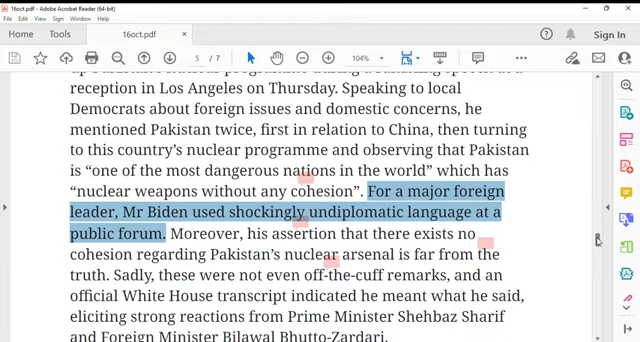 16oct.pdf - Adobe Acrobat Reader (64-bit)
File Edit View Sign Window Help
Home Tools 16oct.pdf × Sign In
5 / 7 104%
reception in Los Angeles on Thursday. Speaking to local
Democrats about foreign issues and domestic concerns, he
mentioned Pakistan twice, first in relation to China, then turning
to this country’s nuclear programme and observing that Pakistan
is “one of the most dangerous nations in the world” which has
“nuclear weapons without any cohesion”. For a major foreign
leader, Mr Biden used shockingly undiplomatic language at a
public forum. Moreover, his assertion that there exists no
cohesion regarding Pakistan’s nuclear arsenal is far from the
truth. Sadly, these were not even off-the-cuff remarks, and an
official White House transcript indicated he meant what he said,
eliciting strong reactions from Prime Minister Shehbaz Sharif
and Foreign Minister Bilawal Bhutto-Zardari.